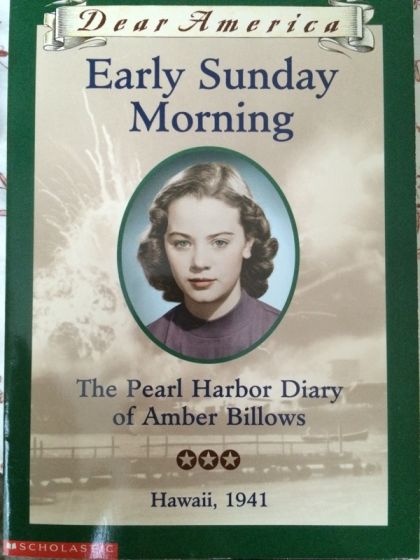 Dear America
Early Sunday
Morning
The Pearl Harbor Diary
of Amber Billows
Hawaii, 1941
SCHOLASTIC